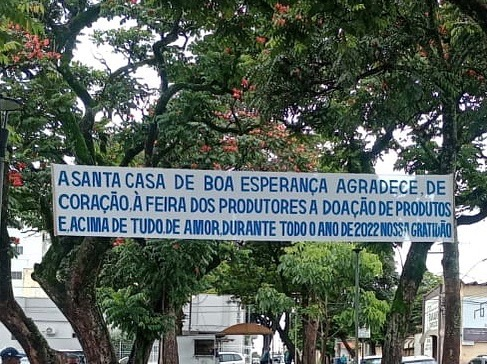 A SANTA CASA DE BOA ESPERANÇA AGRADECE, DE
CORAÇÃO, À FEIRA DOS PRODUTORES A DOAÇÃO DE PRODUTOS
E, ACIMA DE TUDO, DE AMOR, DURANTE TODO O ANO DE 2022 NOSSA GRATIDÃO